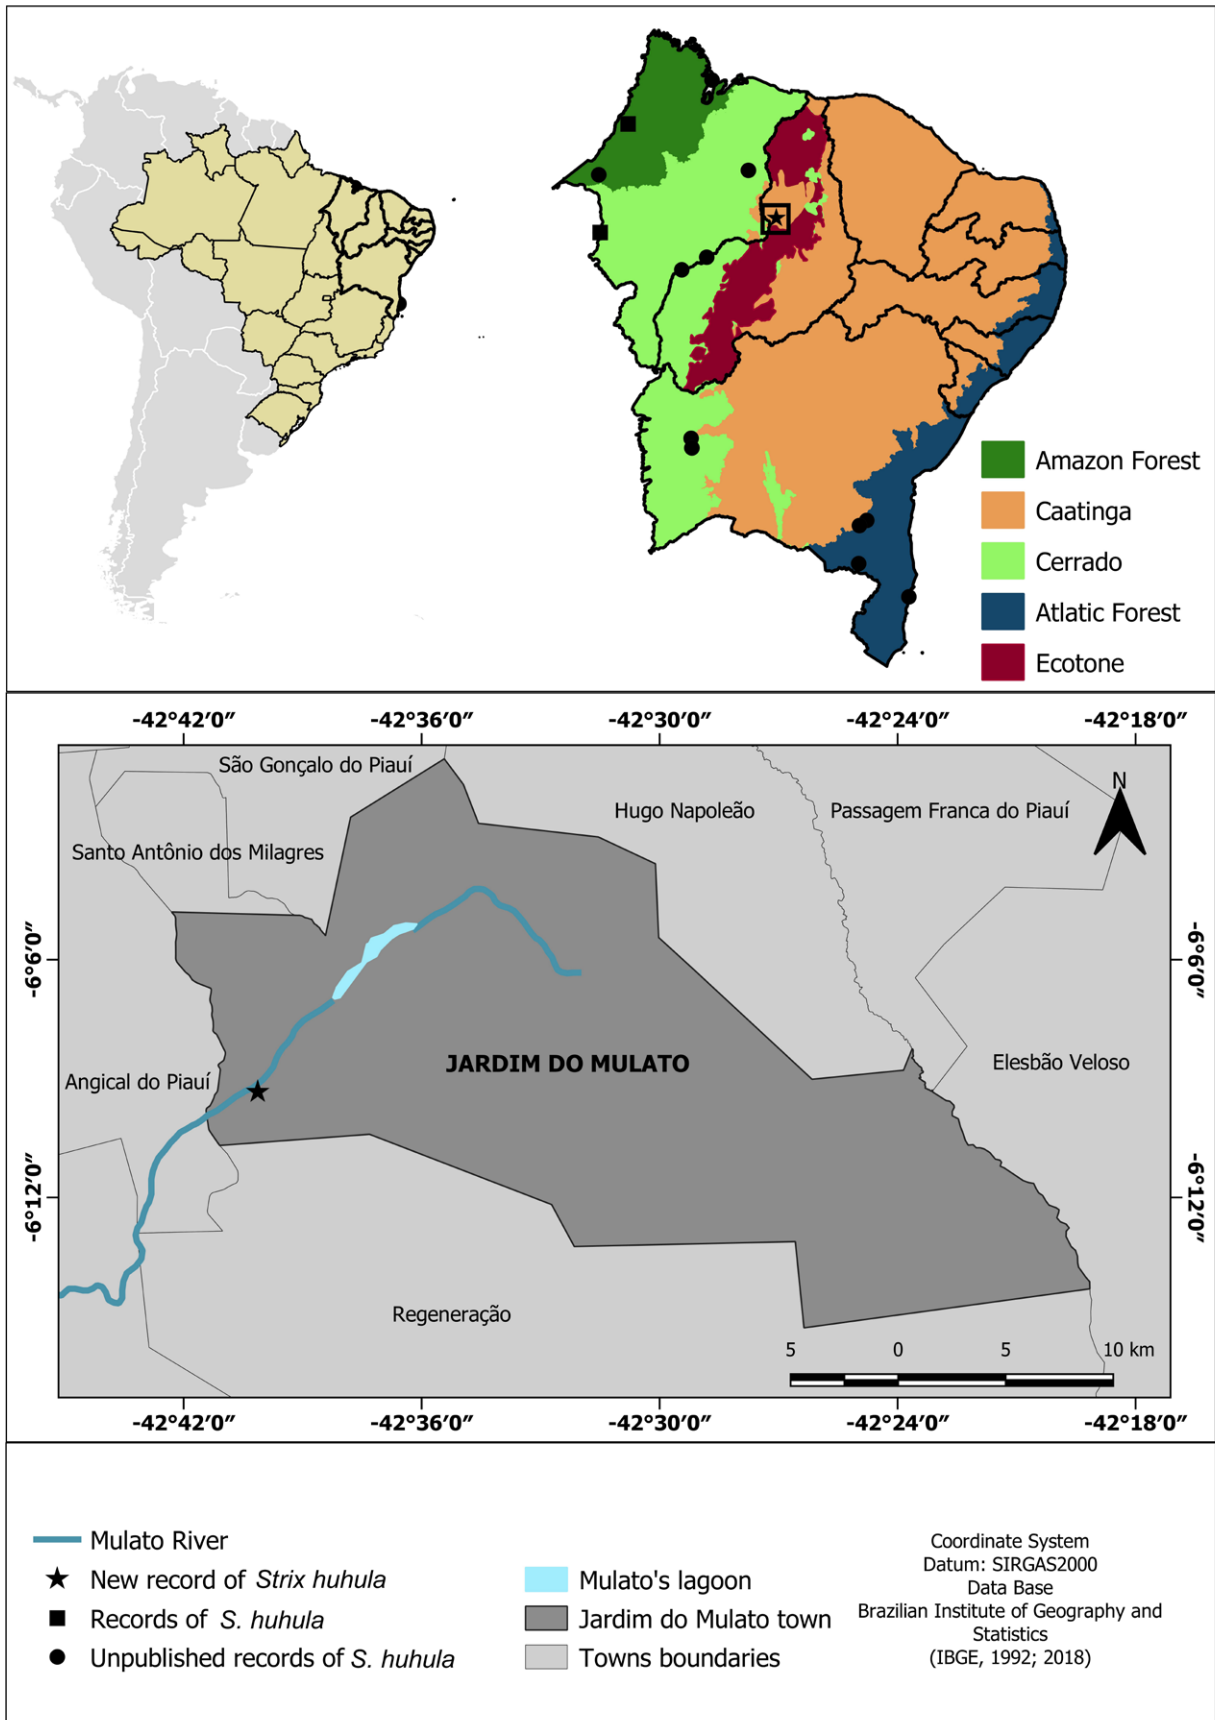 Amazon Forest
Caatinga
Cerrado
Atlatic Forest
Ecotone
-42°42′0″ -42°36′0″ -42°30′0″ -42°24′0″ -42°18′0″
São Gonçalo do Piauí
N
Hugo Napoleão
Passagem Franca do Piauí
Santo Antônio dos Milagres
-6°6′0″
-6°6′0″
JARDIM DO MULATO
Elesbão Veloso
Angical do Piauí
-6°12′0″
-6°12′0″
Regeneração
5 0 5 10 km
-42°42′0″ -42°36′0″ -42°30′0″ -42°24′0″ -42°18′0″
Mulato River
New record of Strix huhula
Records of S. huhula
Unpublished records of S. huhula
Mulato's lagoon
Jardim do Mulato town
Towns boundaries
Coordinate System
Datum: SIRGAS2000
Data Base
Brazilian Institute of Geography and
Statistics
(IBGE, 1992; 2018)